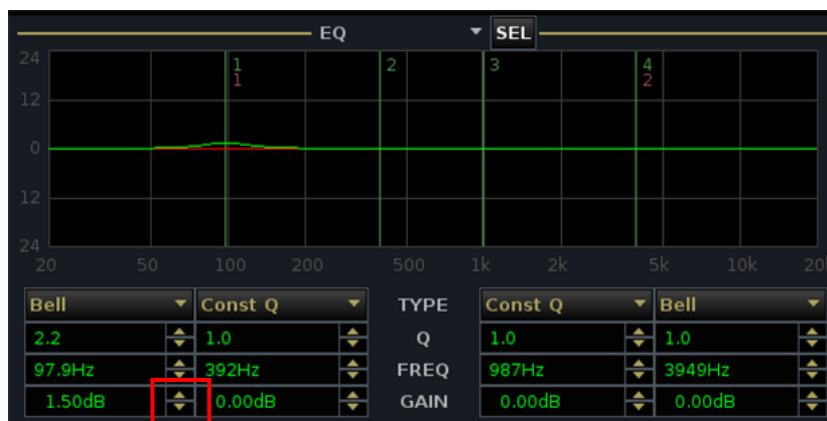 EQ SEL
24 1 2 3 4
1 2
12
0
12
24
20 50 100 200 500 1k 2k 5k 10k 20
Bell Const Q TYPE Const Q Bell
2.2 1.0 Q 1.0 1.0
97.9Hz 392Hz FREQ 987Hz 3949Hz
1.50dB 0.00dB GAIN 0.00dB 0.00dB